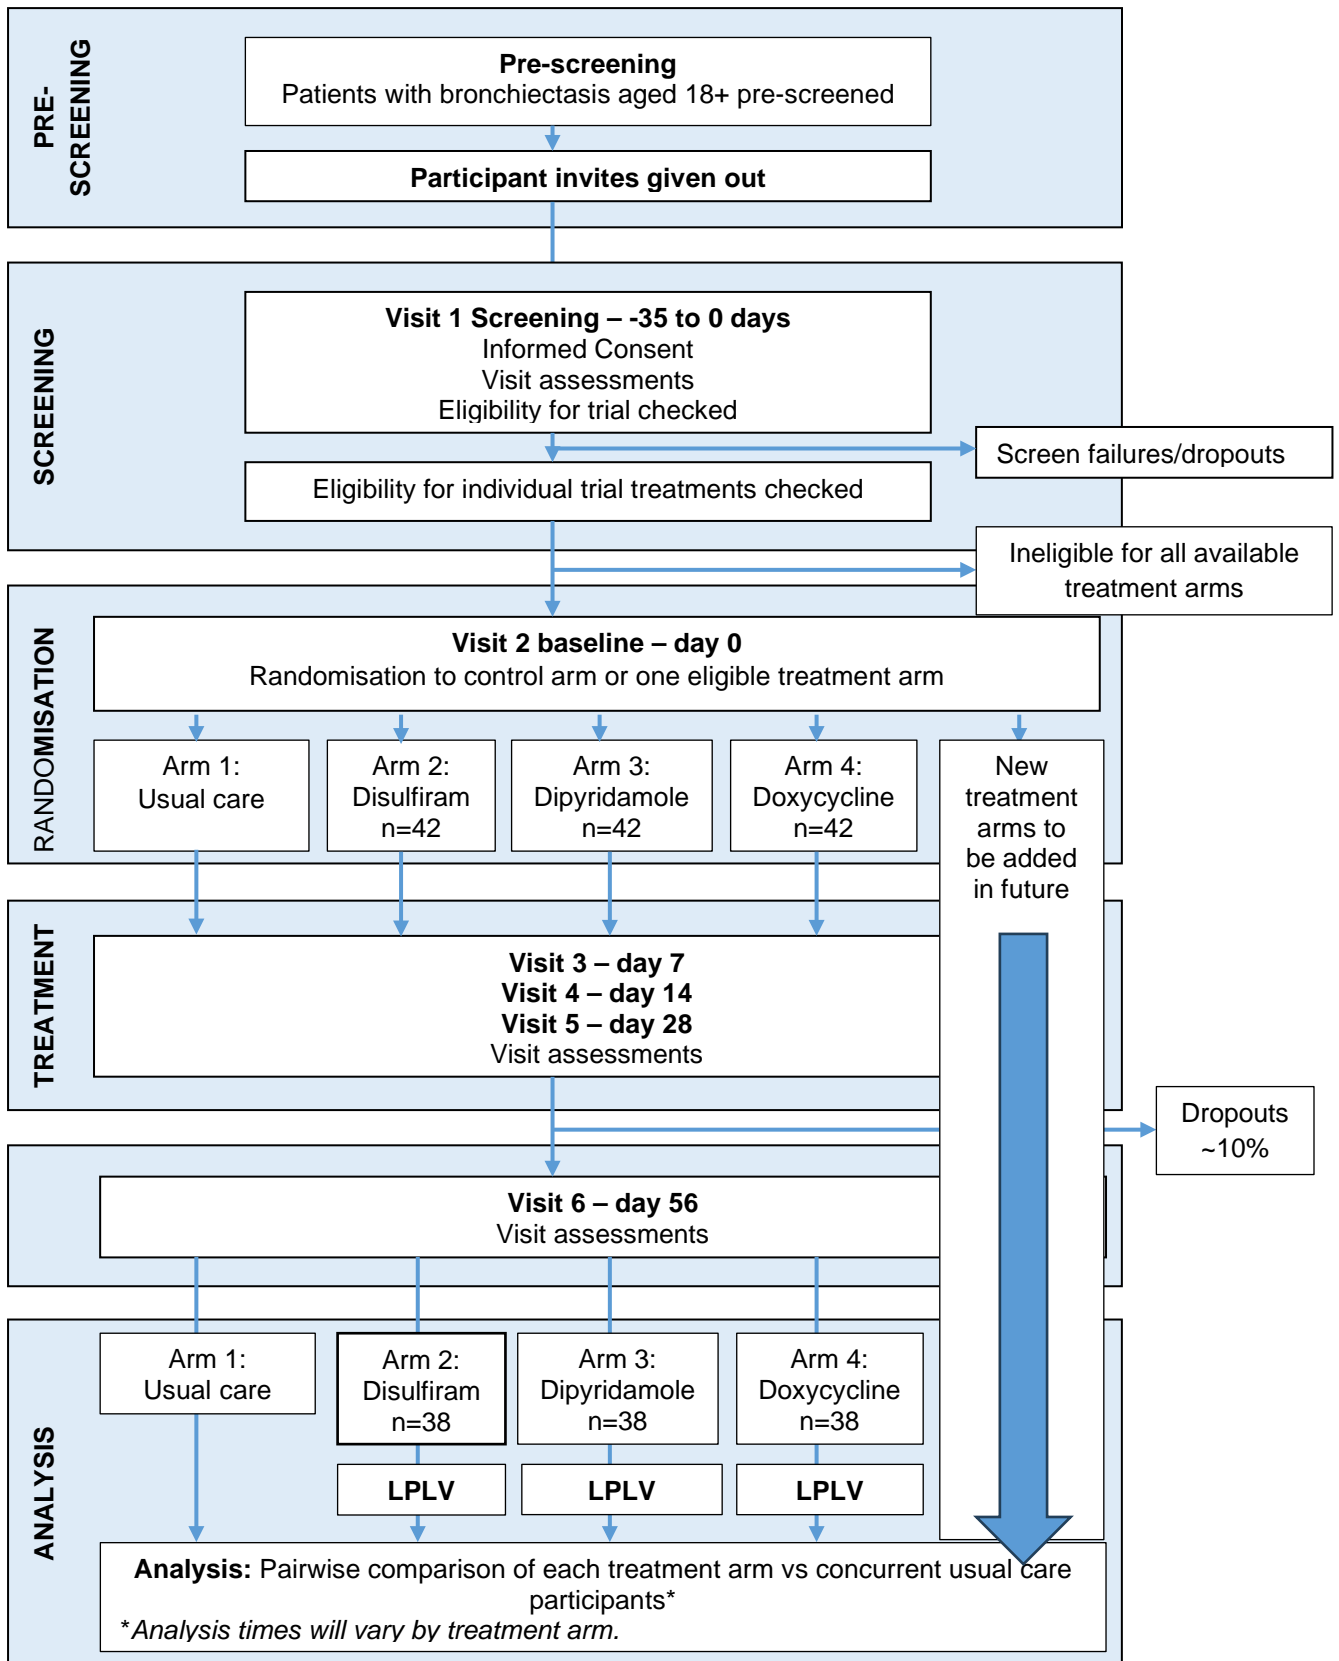 PRE-
SCREENING
Pre-screening
Patients with bronchiectasis aged 18+ pre-screened
Participant invites given out
SCREENING
Visit 1 Screening – -35 to 0 days
Informed Consent
Visit assessments
Eligibility for trial checked
Screen failures/dropouts
Eligibility for individual trial treatments checked
Ineligible for all available
treatment arms
RANDOMISATION
Visit 2 baseline – day 0
Randomisation to control arm or one eligible treatment arm
Arm 1:
Usual care
Arm 2:
Disulfiram
n=42
Arm 3:
Dipyridamole
n=42
Arm 4:
Doxycycline
n=42
New
treatment
arms to
be added
in future
TREATMENT
Visit 3 – day 7
Visit 4 – day 14
Visit 5 – day 28
Visit assessments
Dropouts
~10%
Visit 6 – day 56
Visit assessments
ANALYSIS
Arm 1:
Usual care
Arm 2:
Disulfiram
n=38
Arm 3:
Dipyridamole
n=38
Arm 4:
Doxycycline
n=38
LPLV
LPLV
LPLV
Analysis: Pairwise comparison of each treatment arm vs concurrent usual care
participants*
*Analysis times will vary by treatment arm.